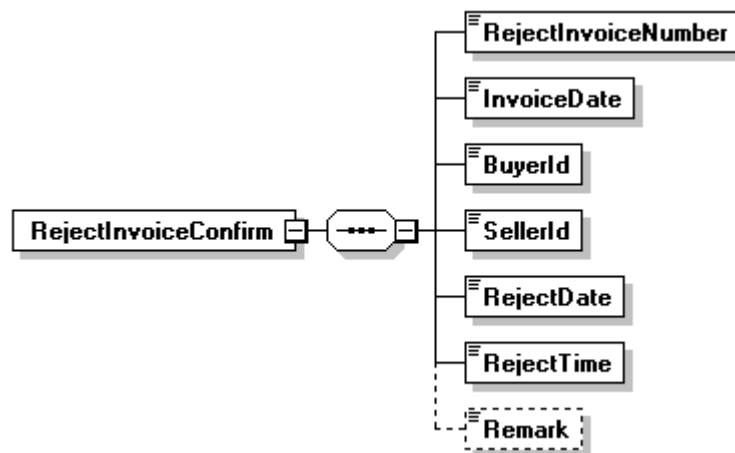 RejectInvoiceNumber
InvoiceDate
BuyerId
RejectInvoiceConfirm
SellerId
RejectDate
RejectTime
Remark